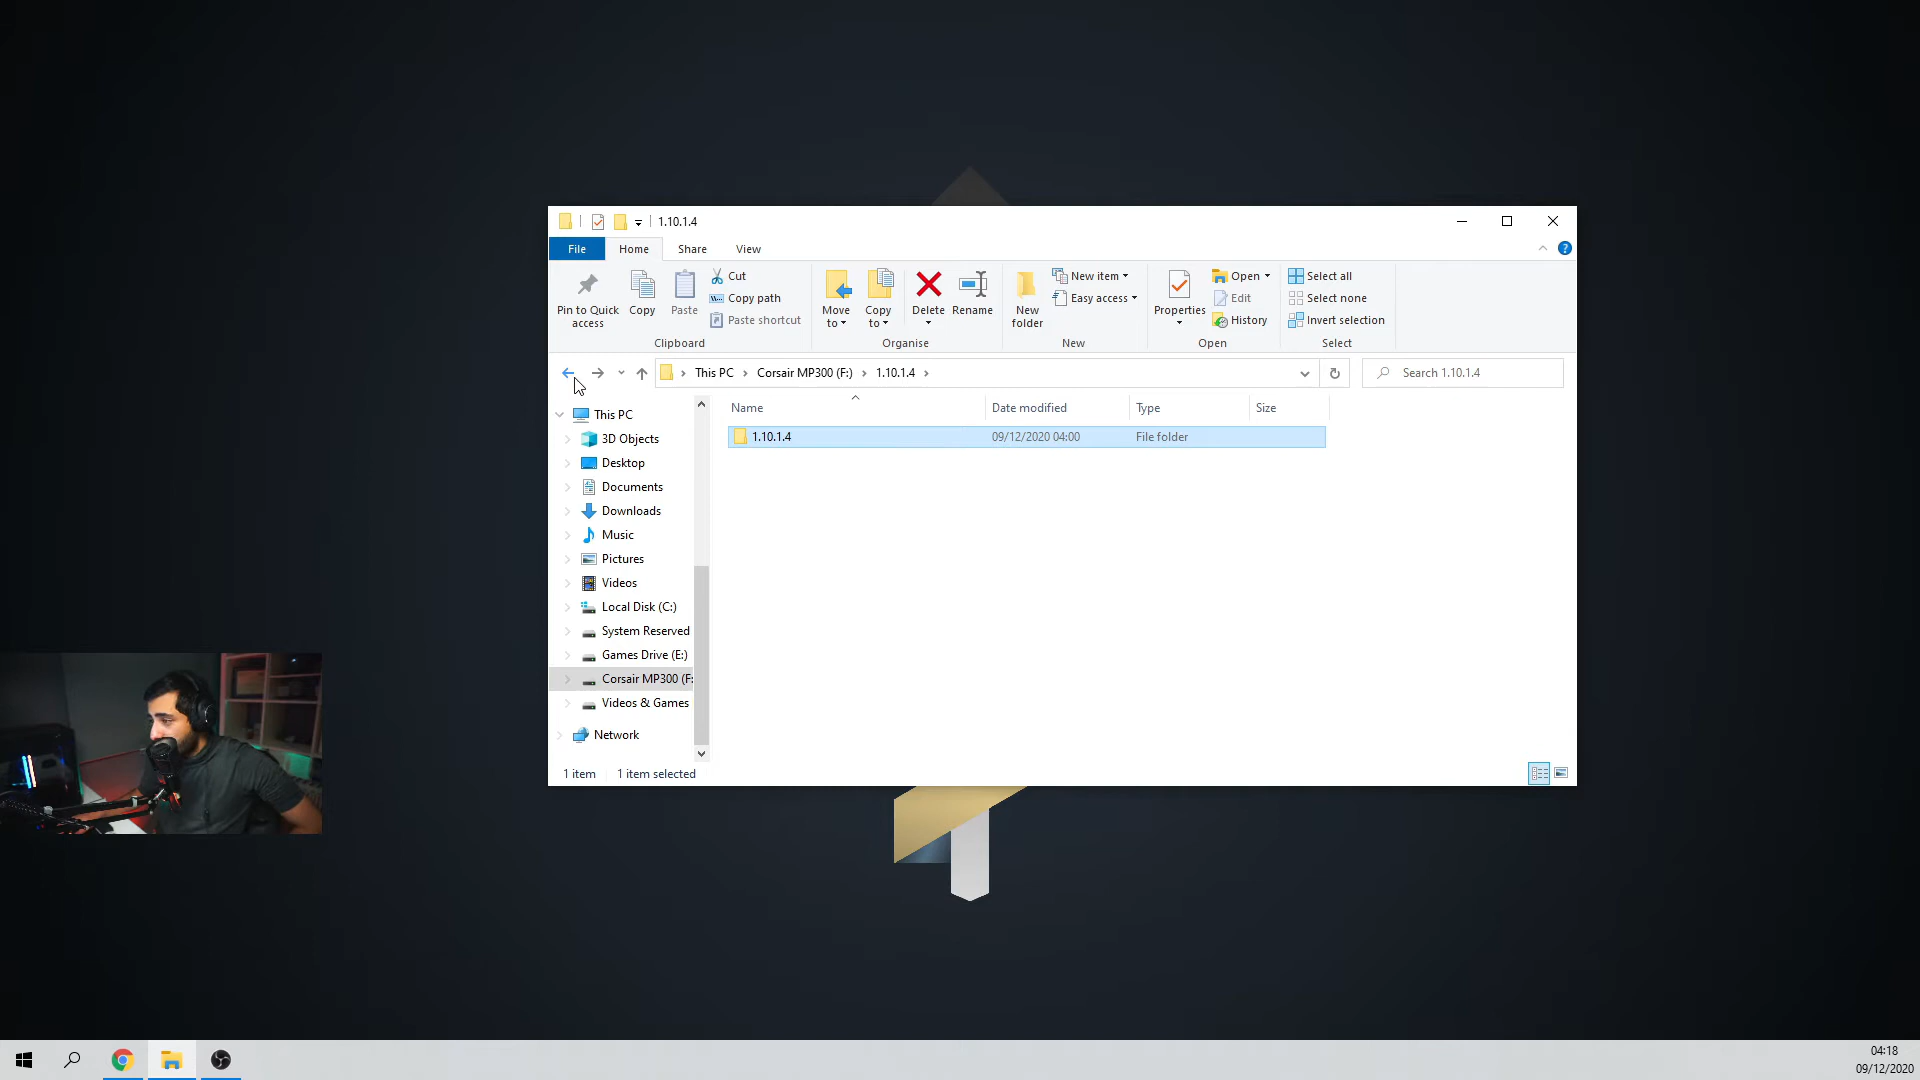 1.10.1.4
File Home Share View
Pin to Quick access
Copy
Paste
Cut
Copy path
Paste shortcut
Clipboard
Move to
Copy to
Delete
Rename
Organise
New folder
New item
Easy access
New
Properties
Open
Edit
History
Open
Select all
Select none
Invert selection
Select
This PC Corsair MP300 (F:) 1.10.1.4
Search 1.10.1.4
Name Date modified Type Size
1.10.1.4 09/12/2020 04:00 File folder
This PC
3D Objects
Desktop
Documents
Downloads
Music
Pictures
Videos
Local Disk (C:)
System Reserved
Games Drive (E:)
Corsair MP300 (F:
Videos & Games
Network
1 item 1 item selected
04:18
09/12/2020